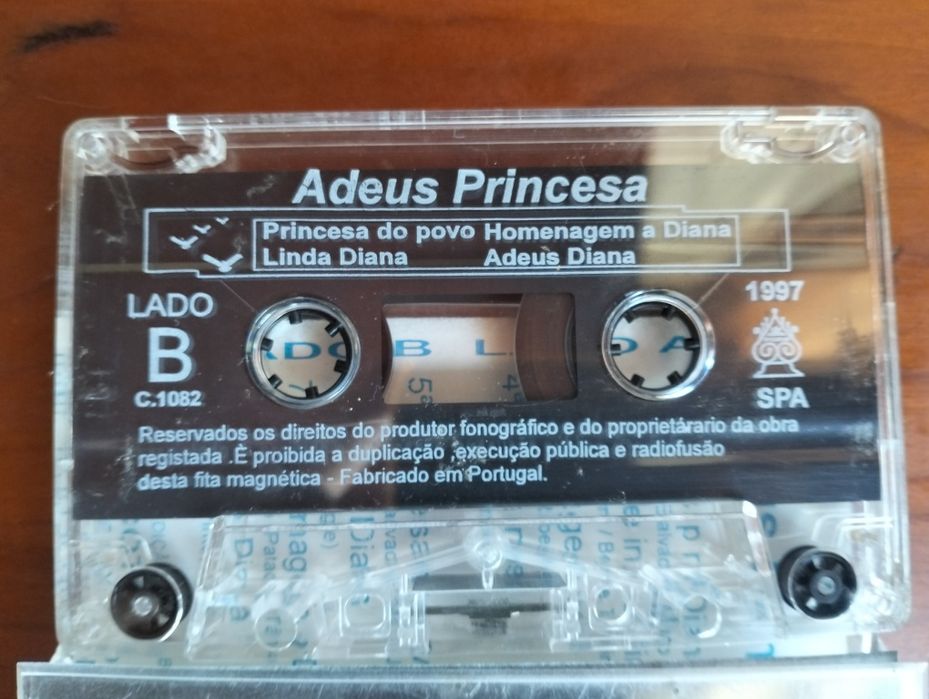 Adeus Princesa
Princesa do povo Homenagem a Diana
Linda Diana Adeus Diana
LADO
B
C.1082
1997
SPA
B L
Reservados os direitos do produtor fonográfico e do proprietárario da obra
registada .È proibida a duplicação ,execução pública e radiofusão
desta fita magnética - Fabricado em Portugal.